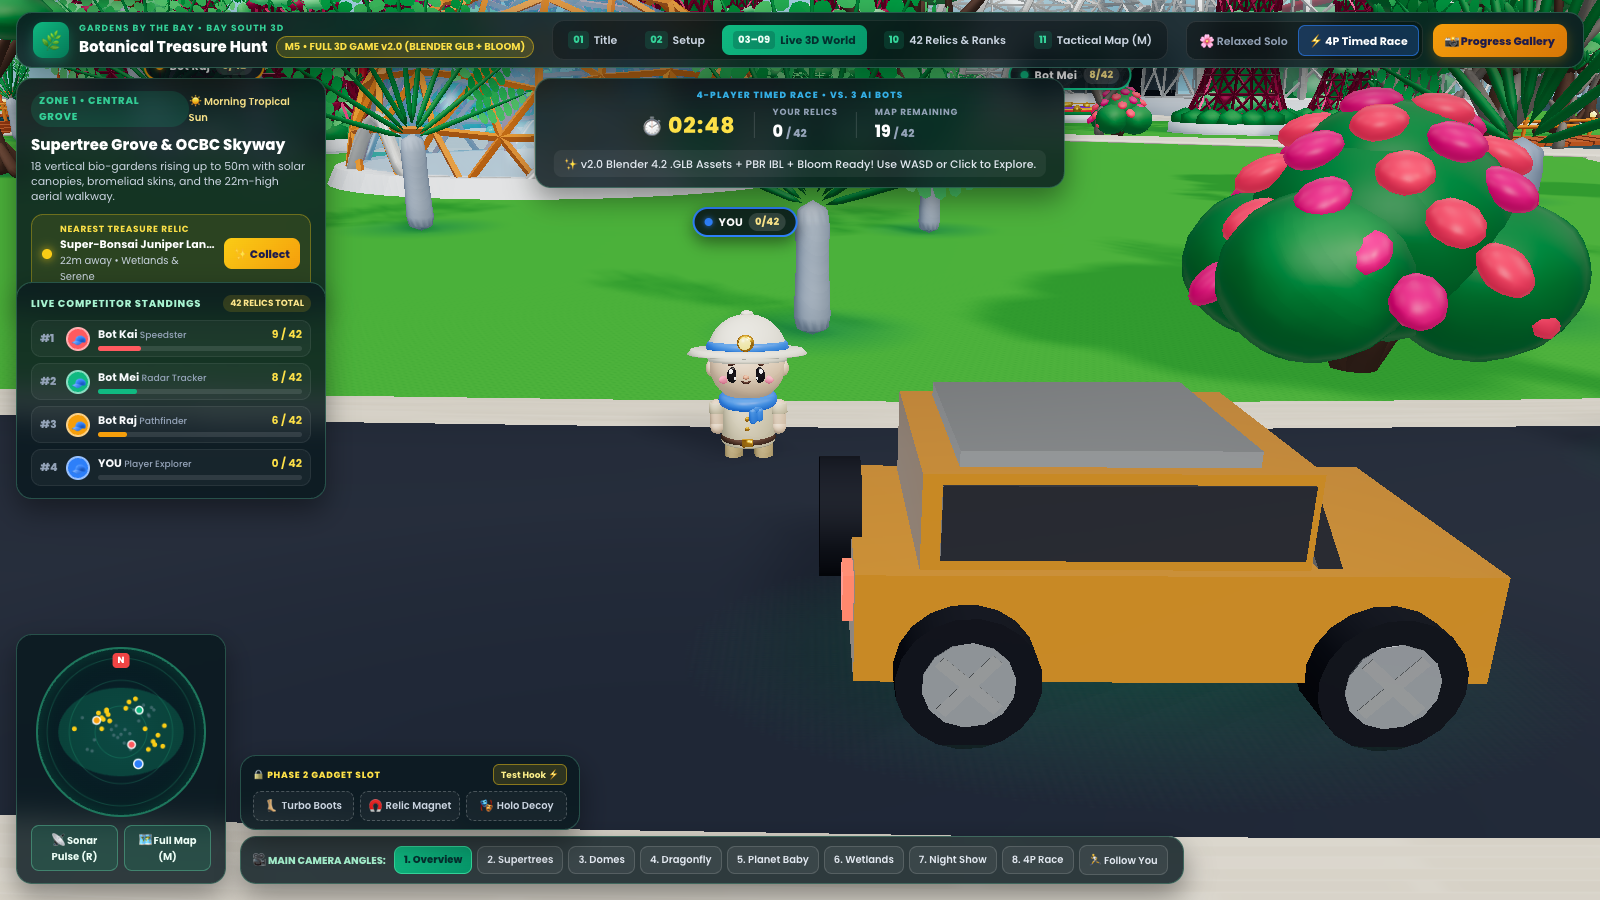 GARDENS BY THE BAY • BAY SOUTH 3D
Botanical Treasure Hunt
M5 • FULL 3D GAME v2.0 (BLENDER GLB + BLOOM)
01 Title
02 Setup
03-09 Live 3D World
10 42 Relics & Ranks
11 Tactical Map (M)
Relaxed Solo
4P Timed Race
Progress Gallery
Bot Mei 8/42
ZONE 1 • CENTRAL
GROVE
Morning Tropical
Sun
Supertree Grove & OCBC Skyway
18 vertical bio-gardens rising up to 50m with solar
canopies, bromeliad skins, and the 22m-high
aerial walkway.
NEAREST TREASURE RELIC
Super-Bonsai Juniper Lan...
22m away • Wetlands &
Serene
Collect
4-PLAYER TIMED RACE • VS. 3 AI BOTS
02:48
YOUR RELICS
0 / 42
MAP REMAINING
19 / 42
v2.0 Blender 4.2 .GLB Assets + PBR IBL + Bloom Ready! Use WASD or Click to Explore.
YOU 0/42
LIVE COMPETITOR STANDINGS
42 RELICS TOTAL
#1 Bot Kai Speedster 9 / 42
#2 Bot Mei Radar Tracker 8 / 42
#3 Bot Raj Pathfinder 6 / 42
#4 YOU Player Explorer 0 / 42
N
Sonar
Pulse (R)
Full Map
(M)
PHASE 2 GADGET SLOT
Test Hook
Turbo Boots
Relic Magnet
Holo Decoy
MAIN CAMERA ANGLES:
1. Overview
2. Supertrees
3. Domes
4. Dragonfly
5. Planet Baby
6. Wetlands
7. Night Show
8. 4P Race
Follow You